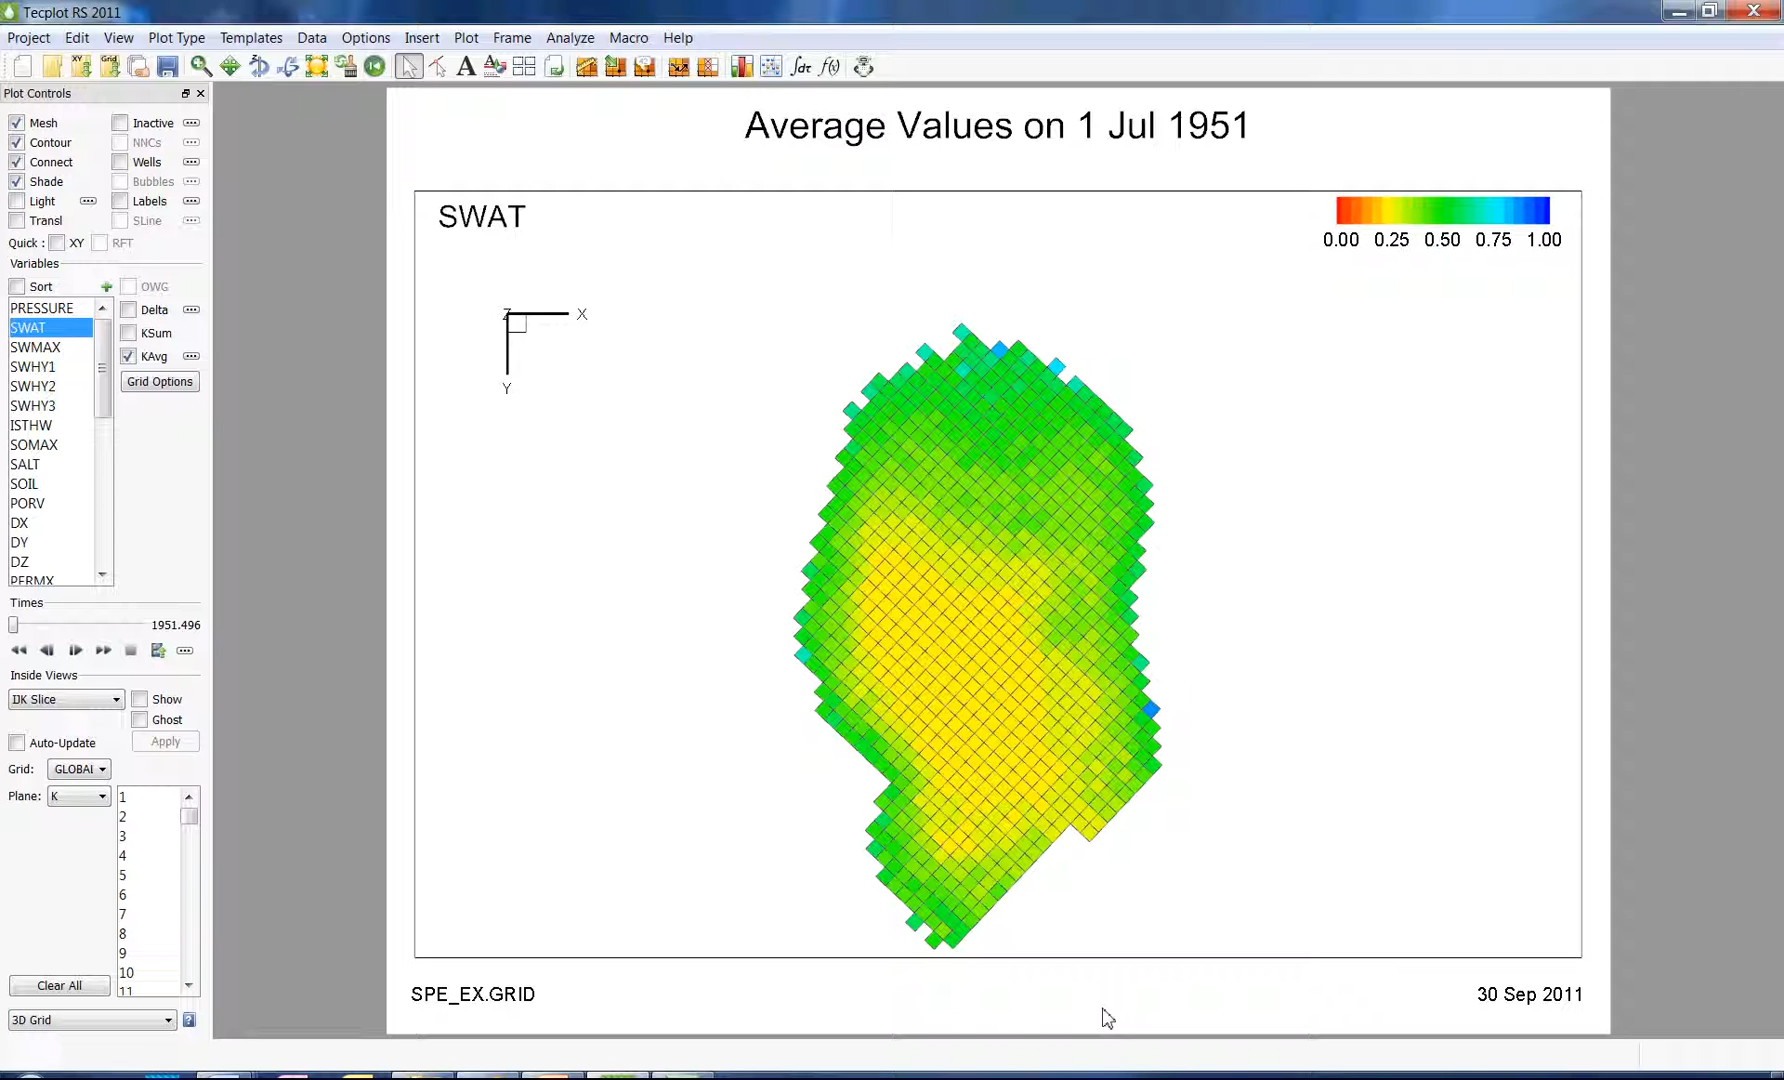 Tecplot RS 2011
Project Edit View Plot Type Templates Data Options Insert Plot Frame Analyze Macro Help
XY Grid
A ∫dτ f(x)
Plot Controls
Mesh Inactive
Contour NNCs
Connect Wells
Shade Bubbles
Light Labels
Transl SLine
Quick : XY RFT
Variables
Sort OWG
PRESSURE
SWAT
SWMAX
SWHY1
SWHY2
SWHY3
ISTHW
SOMAX
SALT
SOIL
PORV
DX
DY
DZ
PERMX
Delta
KSum
KAvg
Grid Options
Times
1951.496
Inside Views
IJK Slice Show
Ghost
Auto-Update Apply
Grid: GLOBAL
Plane: K
1
2
3
4
5
6
7
8
9
10
11
Clear All
3D Grid ?
Average Values on 1 Jul 1951
SWAT
0.00 0.25 0.50 0.75 1.00
Z X
Y
SPE_EX.GRID 30 Sep 2011